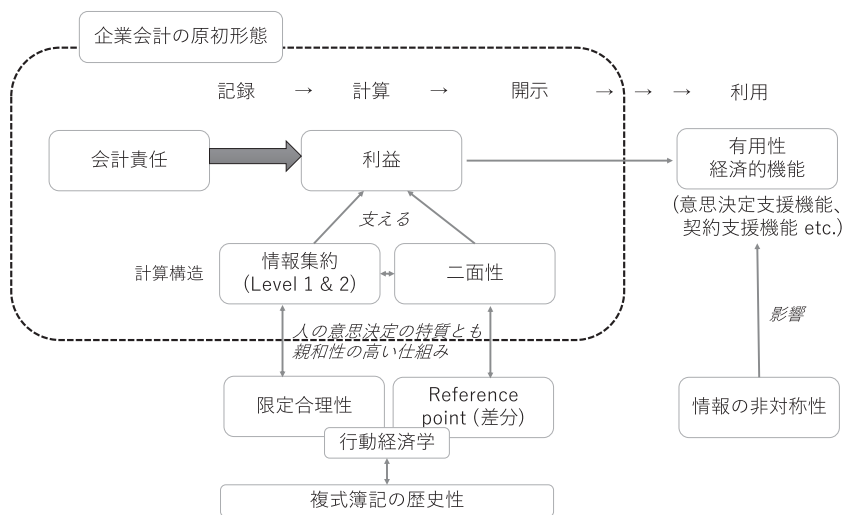 企業会計の原初形態
記録 → 計算 → 開示 → → → 利用
会計責任
利益
有用性
経済的機能
(意思決定支援機能、
契約支援機能 etc.)
支える
計算構造
情報集約
(Level 1 & 2)
二面性
影響
人の意思決定の特質とも
親和性の高い仕組み
限定合理性
Reference
point (差分)
情報の非対称性
行動経済学
複式簿記の歴史性